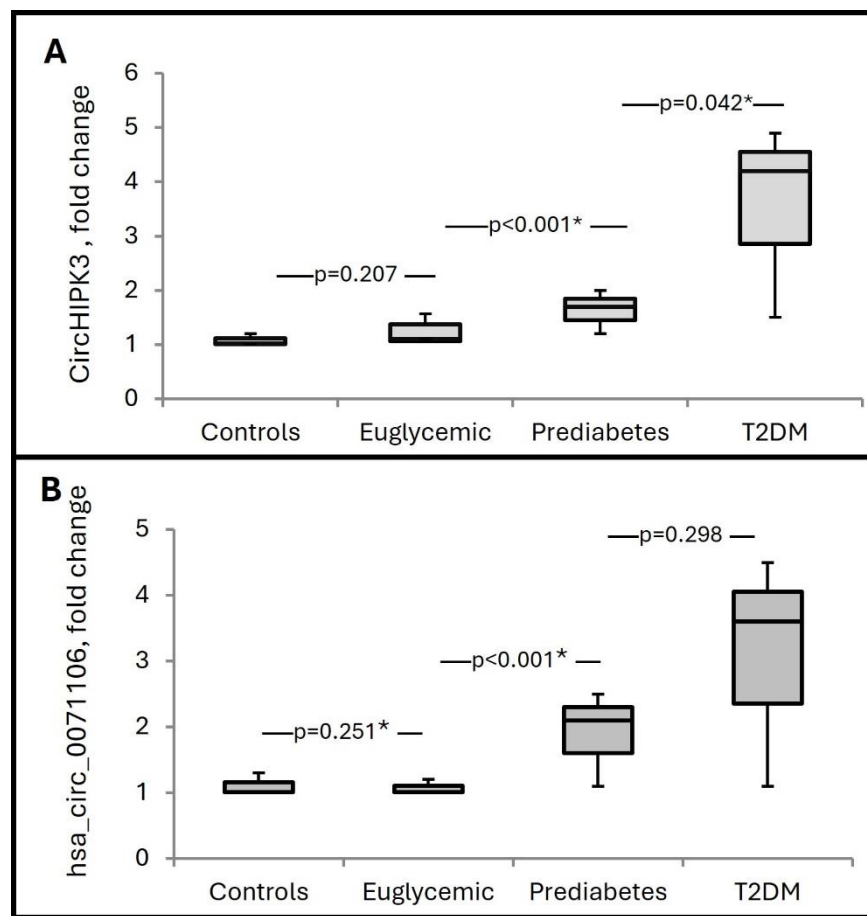 A
CircHIPK3 , fold change
6
5
4
3
2
1
0
p=0.207
p<0.001*
p=0.042*
Controls Euglycemic Prediabetes T2DM
B
hsa_circ_0071106, fold change
5
4
3
2
1
0
p=0.251*
p<0.001*
p=0.298
Controls Euglycemic Prediabetes T2DM